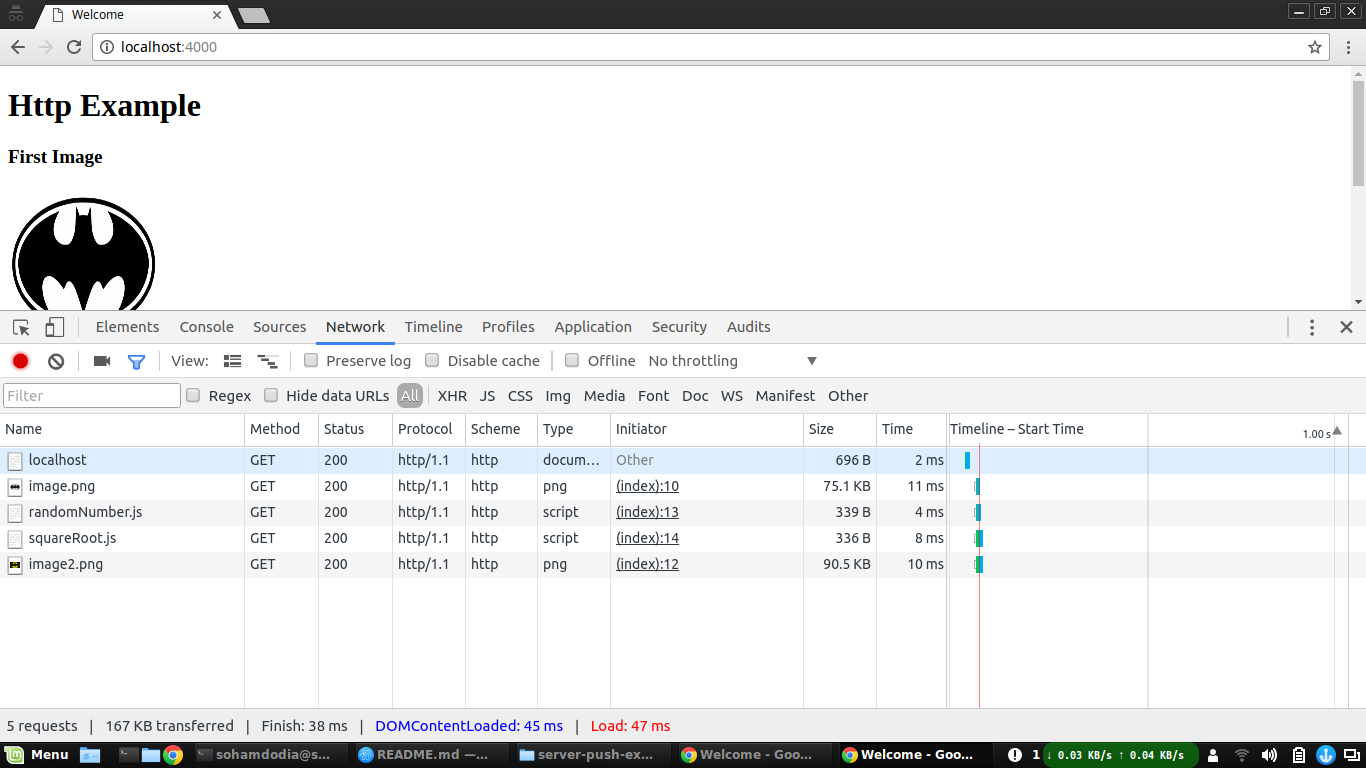 Welcome
localhost:4000
Http Example
First Image
Elements Console Sources Network Timeline Profiles Application Security Audits
View: Preserve log Disable cache Offline No throttling
Filter Regex Hide data URLs All XHR JS CSS Img Media Font Doc WS Manifest Other
Name Method Status Protocol Scheme Type Initiator Size Time Timeline – Start Time 1.00 s
localhost GET 200 http/1.1 http docum... Other 696 B 2 ms
image.png GET 200 http/1.1 http png (index):10 75.1 KB 11 ms
randomNumber.js GET 200 http/1.1 http script (index):13 339 B 4 ms
squareRoot.js GET 200 http/1.1 http script (index):14 336 B 8 ms
image2.png GET 200 http/1.1 http png (index):12 90.5 KB 10 ms
5 requests | 167 KB transferred | Finish: 38 ms | DOMContentLoaded: 45 ms | Load: 47 ms
Menu sohamdodia@s... README.md —... server-push-ex... Welcome - Goo... Welcome - Goo... 1 ↓ 0.03 KB/s ↑ 0.04 KB/s